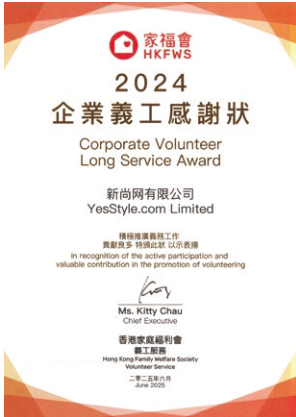 家福會
HKFWS
2024
企業義工感謝狀
Corporate Volunteer
Long Service Award
新尚网有限公司
YesStyle.com Limited
積極推廣義務工作
貢獻良多 特頒此狀 以示表揚
In recognition of the active participation and
valuable contribution in the promotion of volunteering
Ms. Kitty Chau
Chief Executive
香港家庭福利會
義工服務
Hong Kong Family Welfare Society
Volunteer Service
二零二五年六月
June 2025